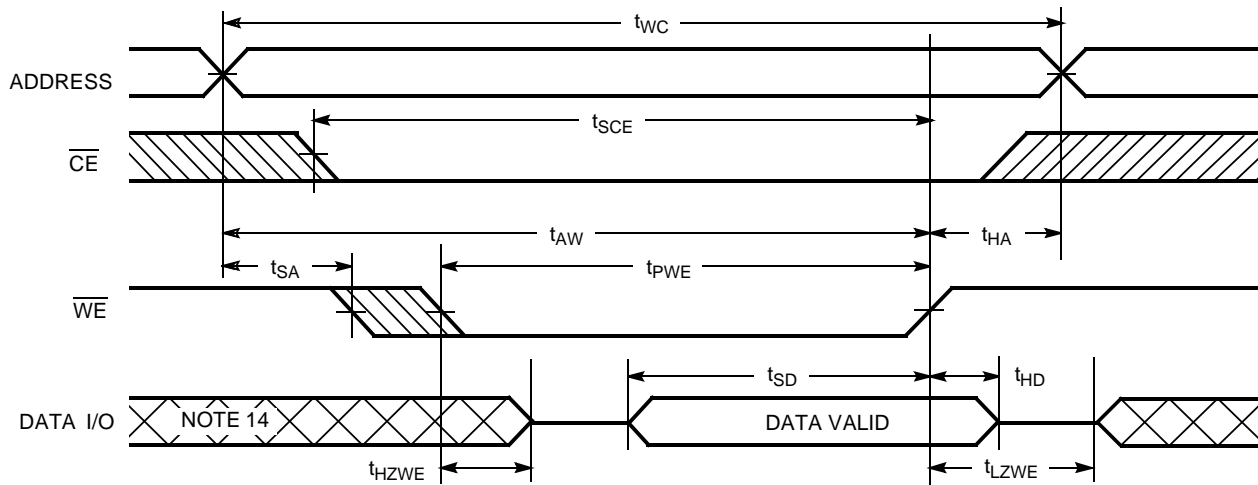 tWC
ADDRESS
tSCE
CE
tAW
tHA
tSA
tPWE
WE
tSD
tHD
DATA I/O
NOTE 14
DATA VALID
tHZWE
tLZWE